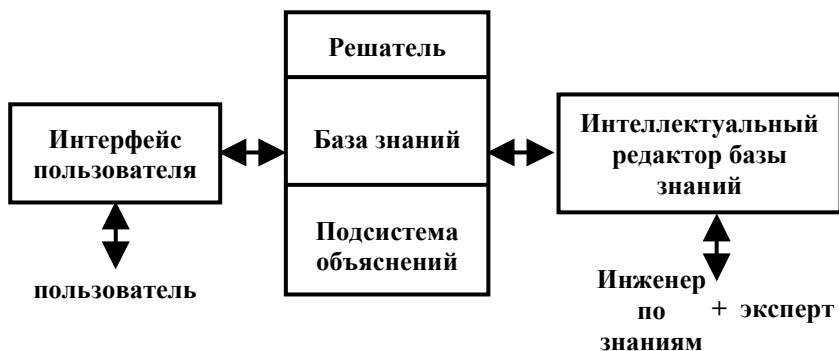 Решатель
Интерфейс
пользователя
База знаний
Интеллектуальный
редактор базы
знаний
Подсистема
объяснений
пользователь
Инженер
по
знаниям
+ эксперт